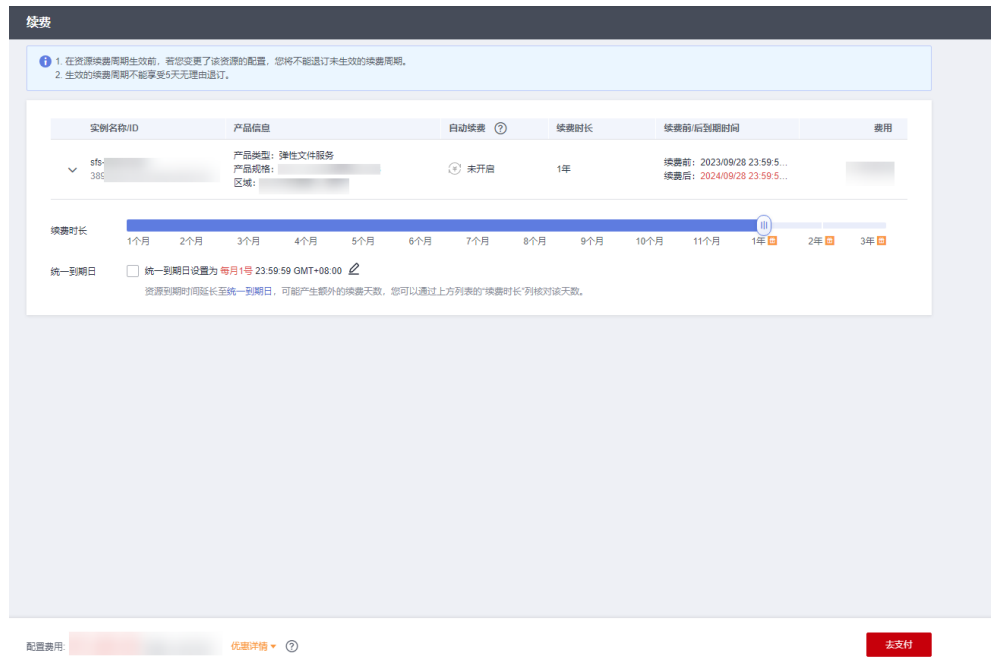 续费
1. 在资源续费周期生效前，若您变更了该资源的配置，您将不能退订未生效的续费周期。
2. 生效的续费周期不能享受5天无理由退订。
实例名称/ID 产品信息 自动续费 续费时长 续费前/后到期时间 费用
sfs-
389
产品类型：弹性文件服务
产品规格：
区域：
未开启
1年
续费前：2023/09/28 23:59:5...
续费后：2024/09/28 23:59:5...
续费时长
1个月 2个月 3个月 4个月 5个月 6个月 7个月 8个月 9个月 10个月 11个月 1年 2年 3年
统一到期日 统一到期日设置为 每月1号 23:59:59 GMT+08:00
资源到期时间延长至统一到期日，可能产生额外的续费天数，您可以通过上方列表的“续费时长”列核对该天数。
配置费用: 优惠详情 去支付